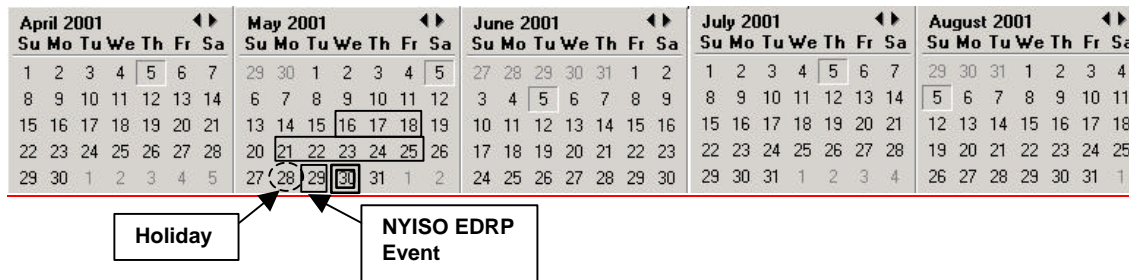 April 2001 May 2001 June 2001 July 2001 August 2001
Su Mo Tu We Th Fr Sa Su Mo Tu We Th Fr Sa Su Mo Tu We Th Fr Sa Su Mo Tu We Th Fr Sa Su Mo Tu We Th Fr Sa
1 2 3 4 5 6 7 29 30 1 2 3 4 5 27 28 29 30 31 1 2 1 2 3 4 5 6 7 29 30 31 1 2 3 4
8 9 10 11 12 13 14 6 7 8 9 10 11 12 3 4 5 6 7 8 9 8 9 10 11 12 13 14 5 6 7 8 9 10 11
15 16 17 18 19 20 21 13 14 15 16 17 18 19 10 11 12 13 14 15 16 15 16 17 18 19 20 21 12 13 14 15 16 17 18
22 23 24 25 26 27 28 20 21 22 23 24 25 26 17 18 19 20 21 22 23 22 23 24 25 26 27 28 19 20 21 22 23 24 25
29 30 1 2 3 4 5 27 28 29 30 31 1 2 24 25 26 27 28 29 30 29 30 31 1 2 3 4 26 27 28 29 30 31 1
Holiday
NYISO EDRP
Event